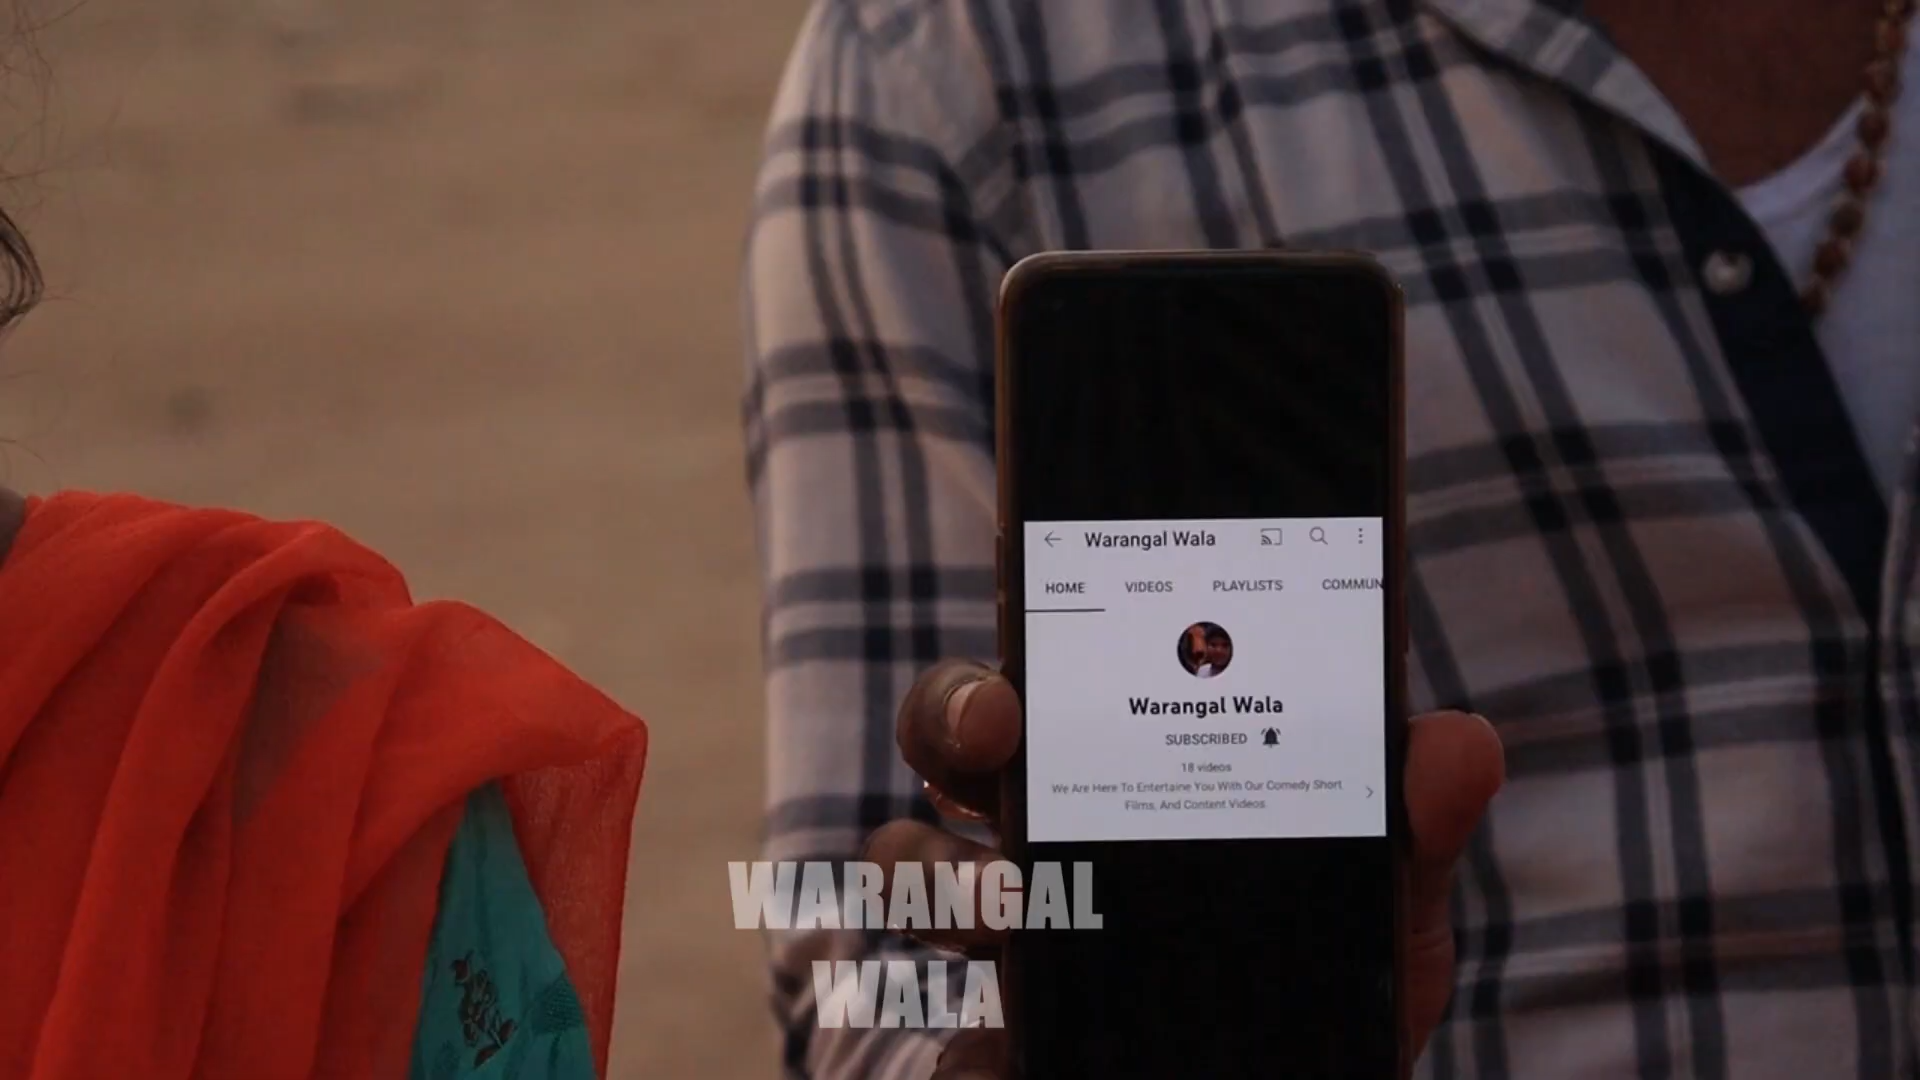 Warangal Wala
HOME VIDEOS PLAYLISTS COMMUN
Warangal Wala
SUBSCRIBED
18 videos
We Are Here To Entertaine You With Our Comedy Short
Films, And Content Videos.
WARANGAL
WALA